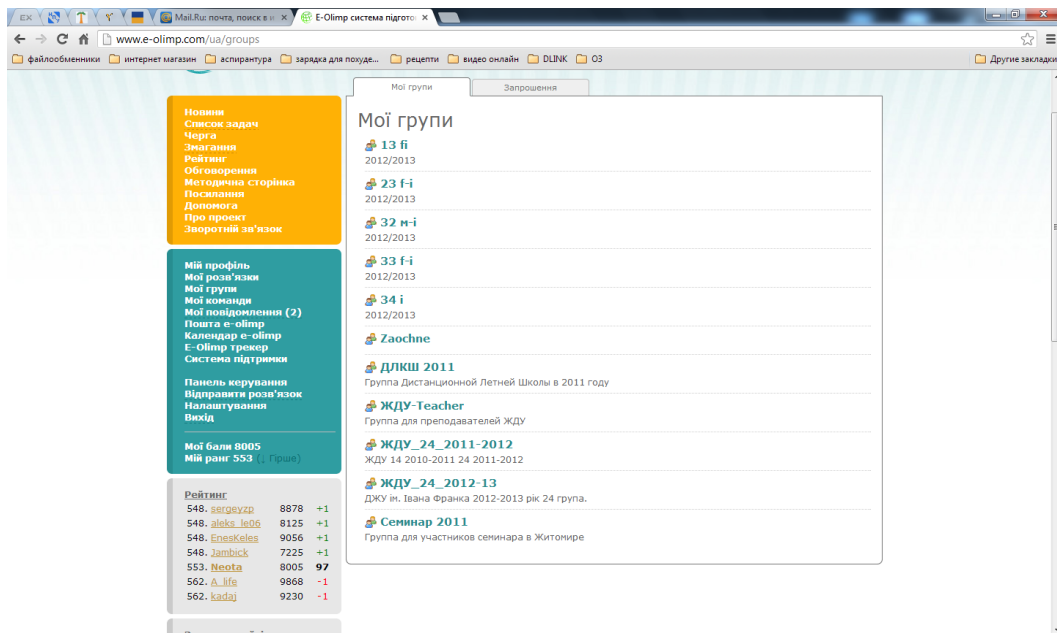 Mail.Ru: почта, поиск в и
E-Olimp система підгото
www.e-olimp.com/ua/groups
файлообменники интернет магазин аспирантура зарядка для похуде... рецепти видео онлайн DLINK ОЗ Другие закладки
Мої групи Запрошення
Новини
Список задач
Черга
Змагання
Рейтинг
Обговорення
Методична сторінка
Посилання
Допомога
Про проект
Зворотній зв'язок
Мій профіль
Мої розв'язки
Мої групи
Мої команди
Мої повідомлення (2)
Пошта e-olimp
Календар e-olimp
E-Olimp трекер
Система підтримки
Панель керування
Відправити розв'язок
Налаштування
Вихід
Мої бали 8005
Мій ранг 553 (↓ Гірше)
Рейтинг
548. sergeyzp 8878 +1
548. aleks_le06 8125 +1
548. EnesKeles 9056 +1
548. Jambick 7225 +1
553. Neota 8005 97
562. A_life 9868 -1
562. kadaj 9230 -1
Мої групи
13 fi
2012/2013
23 f-i
2012/2013
32 м-і
2012/2013
33 f-i
2012/2013
34 i
2012/2013
Zaochne
ДЛКШ 2011
Группа Дистанционной Летней Школы в 2011 году
ЖДУ-Teacher
Группа для преподавателей ЖДУ
ЖДУ_24_2011-2012
ЖДУ 14 2010-2011 24 2011-2012
ЖДУ_24_2012-13
ДЖУ ім. Івана Франка 2012-2013 рік 24 група.
Семинар 2011
Группа для участников семинара в Житомире